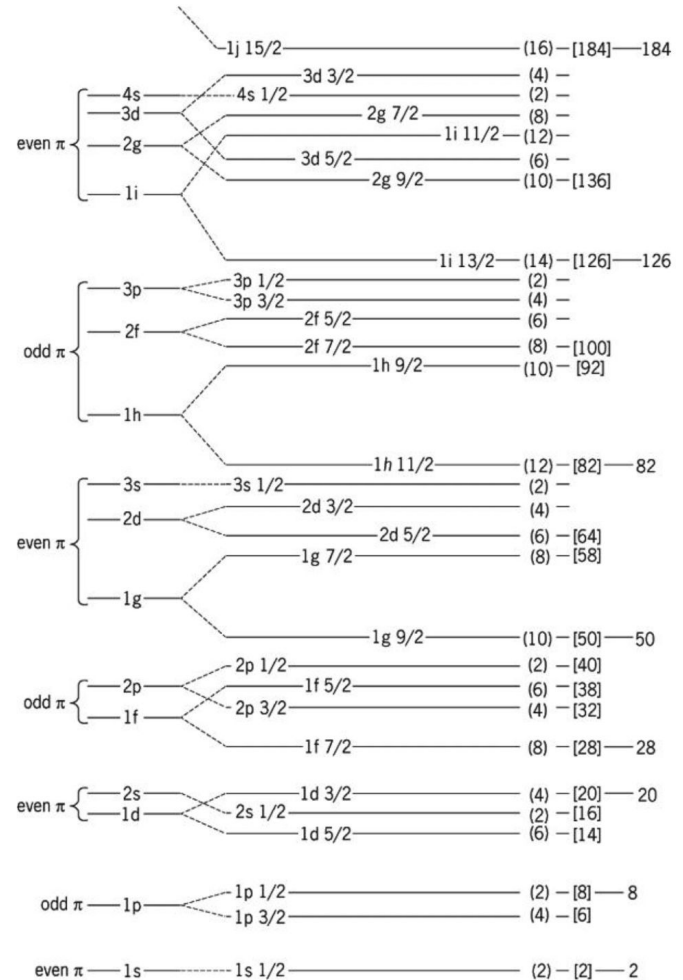 1j 15/2 (16) [184] 184
3d 3/2 (4)
4s 4s 1/2 (2)
3d
2g 7/2 (8)
1i 11/2 (12)
even π 2g
3d 5/2 (6)
2g 9/2 (10) [136]
1i
1i 13/2 (14) [126] 126
3p 1/2 (2)
3p
3p 3/2 (4)
2f 5/2 (6)
2f
odd π
2f 7/2 (8) [100]
1h 9/2 (10) [92]
1h
1h 11/2 (12) [82] 82
3s 3s 1/2 (2)
2d 3/2 (4)
2d
2d 5/2 (6) [64]
even π
1g 7/2 (8) [58]
1g
1g 9/2 (10) [50] 50
2p 1/2 (2) [40]
2p 1f 5/2 (6) [38]
odd π
2p 3/2 (4) [32]
1f
1f 7/2 (8) [28] 28
2s 1d 3/2 (4) [20] 20
even π
1d 2s 1/2 (2) [16]
1d 5/2 (6) [14]
1p 1/2 (2) [8] 8
odd π 1p
1p 3/2 (4) [6]
even π 1s 1s 1/2 (2) [2] 2